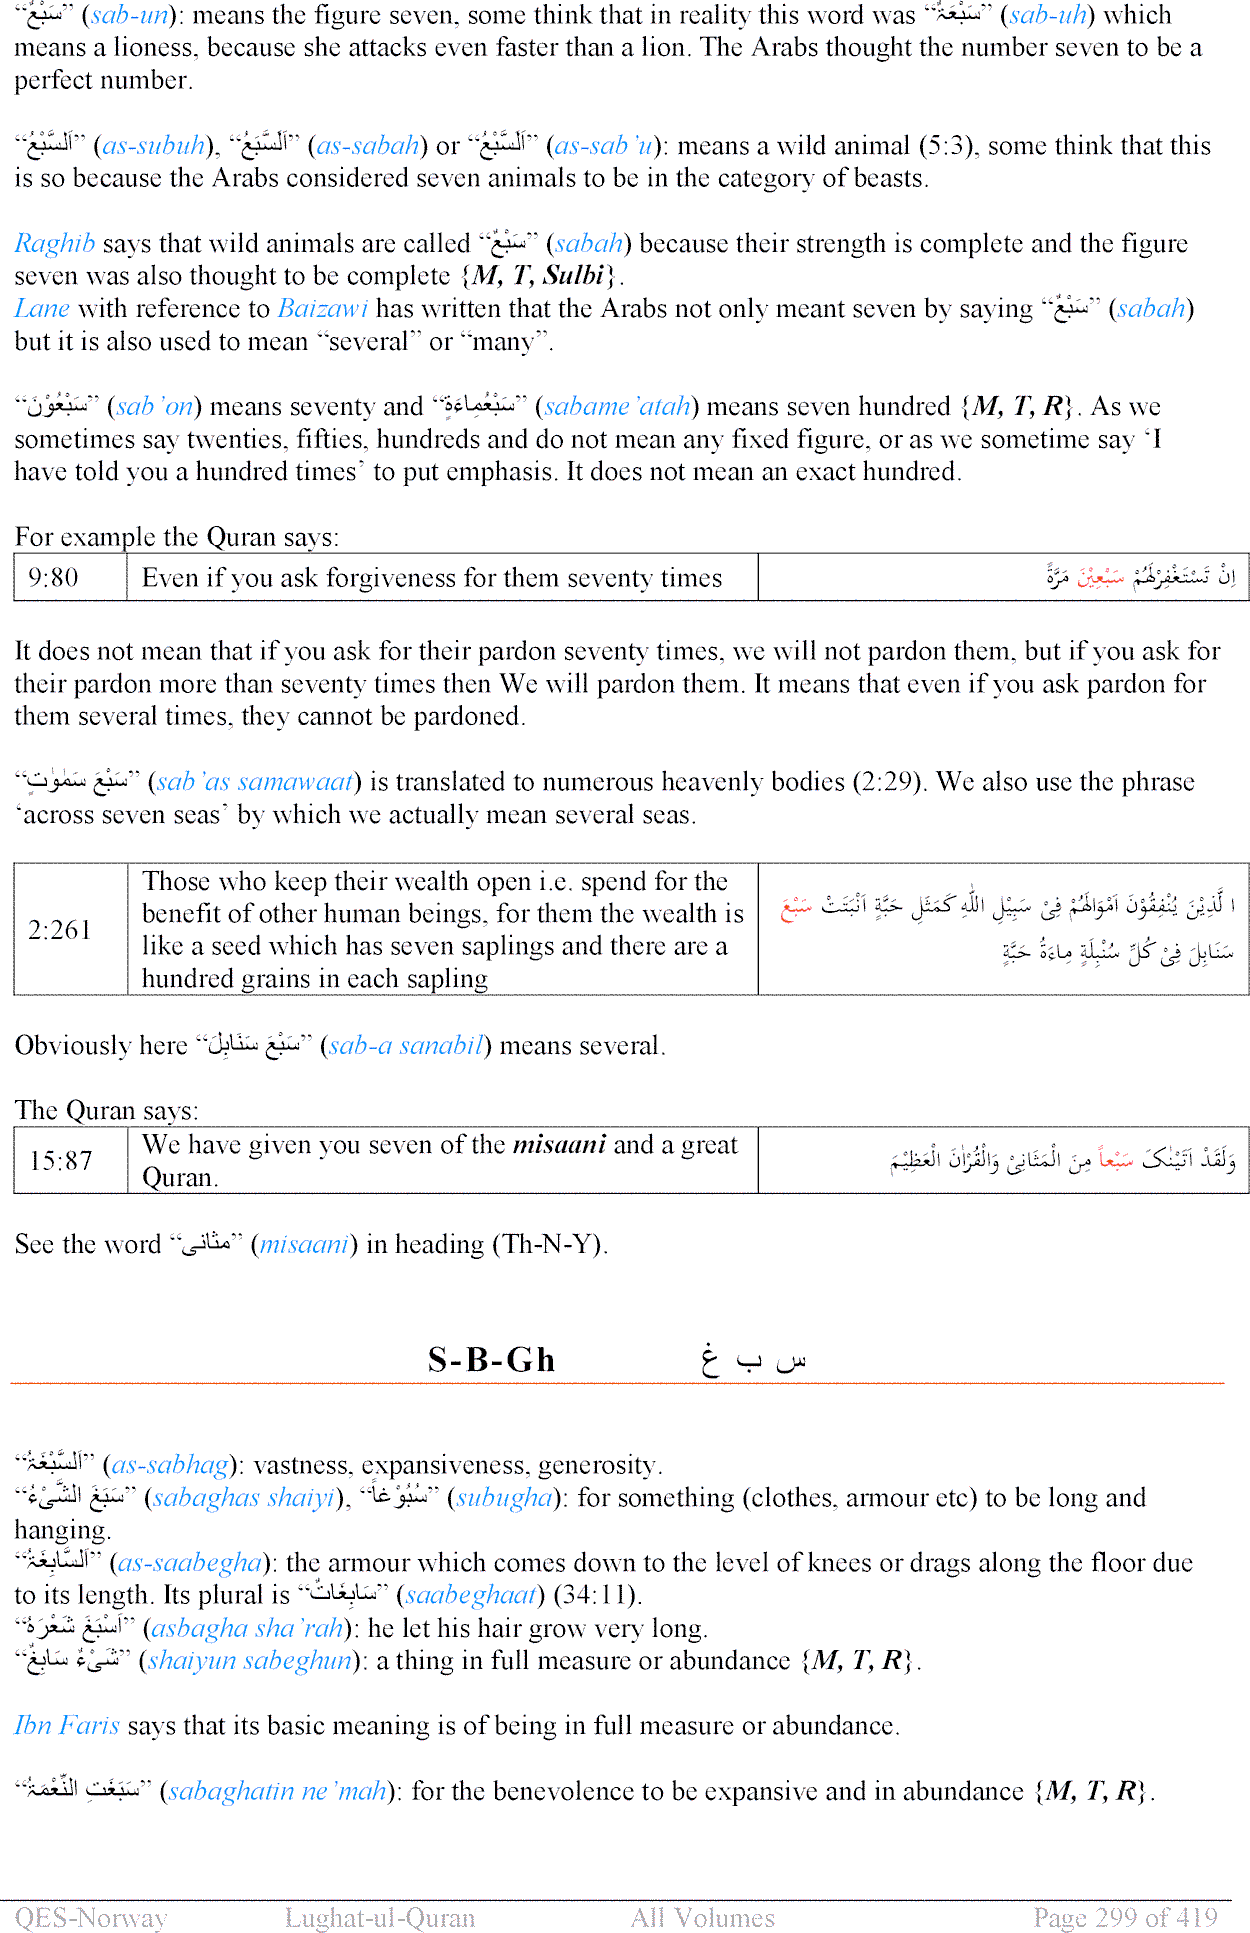 “سَبْعٌ” (sab-un): means the figure seven, some think that in reality this word was “سَبْعَۃٌ” (sab-uh) which
means a lioness, because she attacks even faster than a lion. The Arabs thought the number seven to be a
perfect number.
“اَلسَّبُعُ” (as-subuh), “اَلسَّبَعُ” (as-sabah) or “اَلسَّبْعُ” (as-sab’u): means a wild animal (5:3), some think that this
is so because the Arabs considered seven animals to be in the category of beasts.
Raghib says that wild animals are called “سَبْعٌ” (sabah) because their strength is complete and the figure
seven was also thought to be complete {M, T, Sulbi}.
Lane with reference to Baizawi has written that the Arabs not only meant seven by saying “سَبْعٌ” (sabah)
but it is also used to mean “several” or “many”.
“سَبْعُوْنَ” (sab’on) means seventy and “سَبْعُمِاءَۃٍ” (sabame’atah) means seven hundred {M, T, R}. As we
sometimes say twenties, fifties, hundreds and do not mean any fixed figure, or as we sometime say ‘I
have told you a hundred times’ to put emphasis. It does not mean an exact hundred.
For example the Quran says:
9:80 Even if you ask forgiveness for them seventy times اِنْ تَسْتَغْفِرْلَھُمْ سَبْعِیْنَ مَرَّۃً
It does not mean that if you ask for their pardon seventy times, we will not pardon them, but if you ask for
their pardon more than seventy times then We will pardon them. It means that even if you ask pardon for
them several times, they cannot be pardoned.
“سَبْعَ سَمٰوٰتٍ” (sab’as samawaat) is translated to numerous heavenly bodies (2:29). We also use the phrase
‘across seven seas’ by which we actually mean several seas.
2:261 Those who keep their wealth open i.e. spend for the
benefit of other human beings, for them the wealth is
like a seed which has seven saplings and there are a
hundred grains in each sapling
ا لَّذِیْنَ یُنْفِقُوْنَ اَمْوَالَھُمْ فِیْ سَبِیْلِ اللّٰہِ کَمَثَلِ حَبَّۃٍ اَنْبَتَتْ سَبْعَ
سَنَابِلَ فِیْ کُلِّ سُنْبِلَۃٍ مِاءَۃُ حَبَّۃٍ
Obviously here “سَبْعَ سَنَابِلَ” (sab-a sanabil) means several.
The Quran says:
15:87 We have given you seven of the misaani and a great
Quran.
وَلَقَدْ اٰتَیْنٰکَ سَبْعاً مِنَ الْمَثَانِیْ وَالْقُرْاٰنَ الْعَظِیْمَ
See the word “مثانی” (misaani) in heading (Th-N-Y).
S-B-Gh س ب غ
“اَلسَّبْغَۃُ” (as-sabhag): vastness, expansiveness, generosity.
“سَبَغَ الشَّیْءُ” (sabaghas shaiyi), “سُبُوْغاً” (subugha): for something (clothes, armour etc) to be long and
hanging.
“اَلسَّابِغَۃُ” (as-saabegha): the armour which comes down to the level of knees or drags along the floor due
to its length. Its plural is “سَابِغَاتٌ” (saabeghaat) (34:11).
“اَسْبَغَ شَعْرَہُ” (asbagha sha’rah): he let his hair grow very long.
“شَیْءٌ سَابِغٌ” (shaiyun sabeghun): a thing in full measure or abundance {M, T, R}.
Ibn Faris says that its basic meaning is of being in full measure or abundance.
“سَبَغَتِ النِّعْمَۃُ” (sabaghatin ne’mah): for the benevolence to be expansive and in abundance {M, T, R}.
QES-Norway Lughat-ul-Quran All Volumes Page 299 of 419